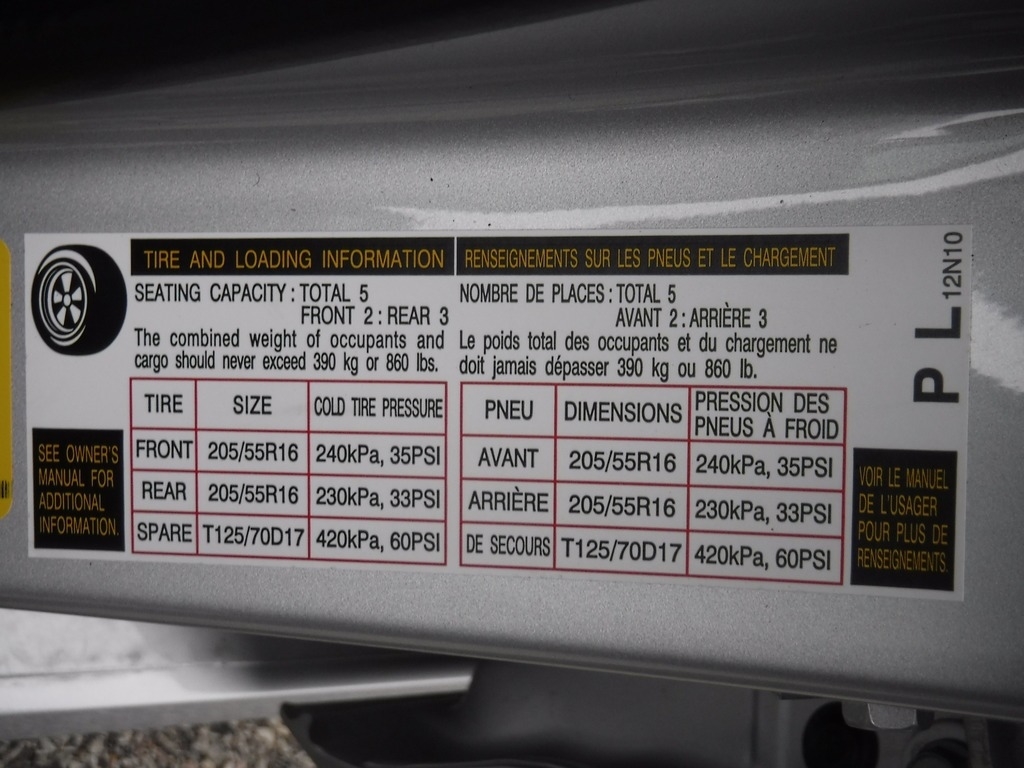 TIRE AND LOADING INFORMATION
SEATING CAPACITY : TOTAL 5
FRONT 2 : REAR 3
The combined weight of occupants and
cargo should never exceed 390 kg or 860 lbs.
TIRE SIZE COLD TIRE PRESSURE
FRONT 205/55R16 240kPa, 35PSI
REAR 205/55R16 230kPa, 33PSI
SPARE T125/70D17 420kPa, 60PSI
SEE OWNER'S
MANUAL FOR
ADDITIONAL
INFORMATION.
RENSEIGNEMENTS SUR LES PNEUS ET LE CHARGEMENT
NOMBRE DE PLACES : TOTAL 5
AVANT 2 : ARRIÈRE 3
Le poids total des occupants et du chargement ne
doit jamais dépasser 390 kg ou 860 lb.
PNEU DIMENSIONS PRESSION DES
PNEUS À FROID
AVANT 205/55R16 240kPa, 35PSI
ARRIÈRE 205/55R16 230kPa, 33PSI
DE SECOURS T125/70D17 420kPa, 60PSI
VOIR LE MANUEL
DE L'USAGER
POUR PLUS DE
RENSEIGNEMENTS.
P L 12N10